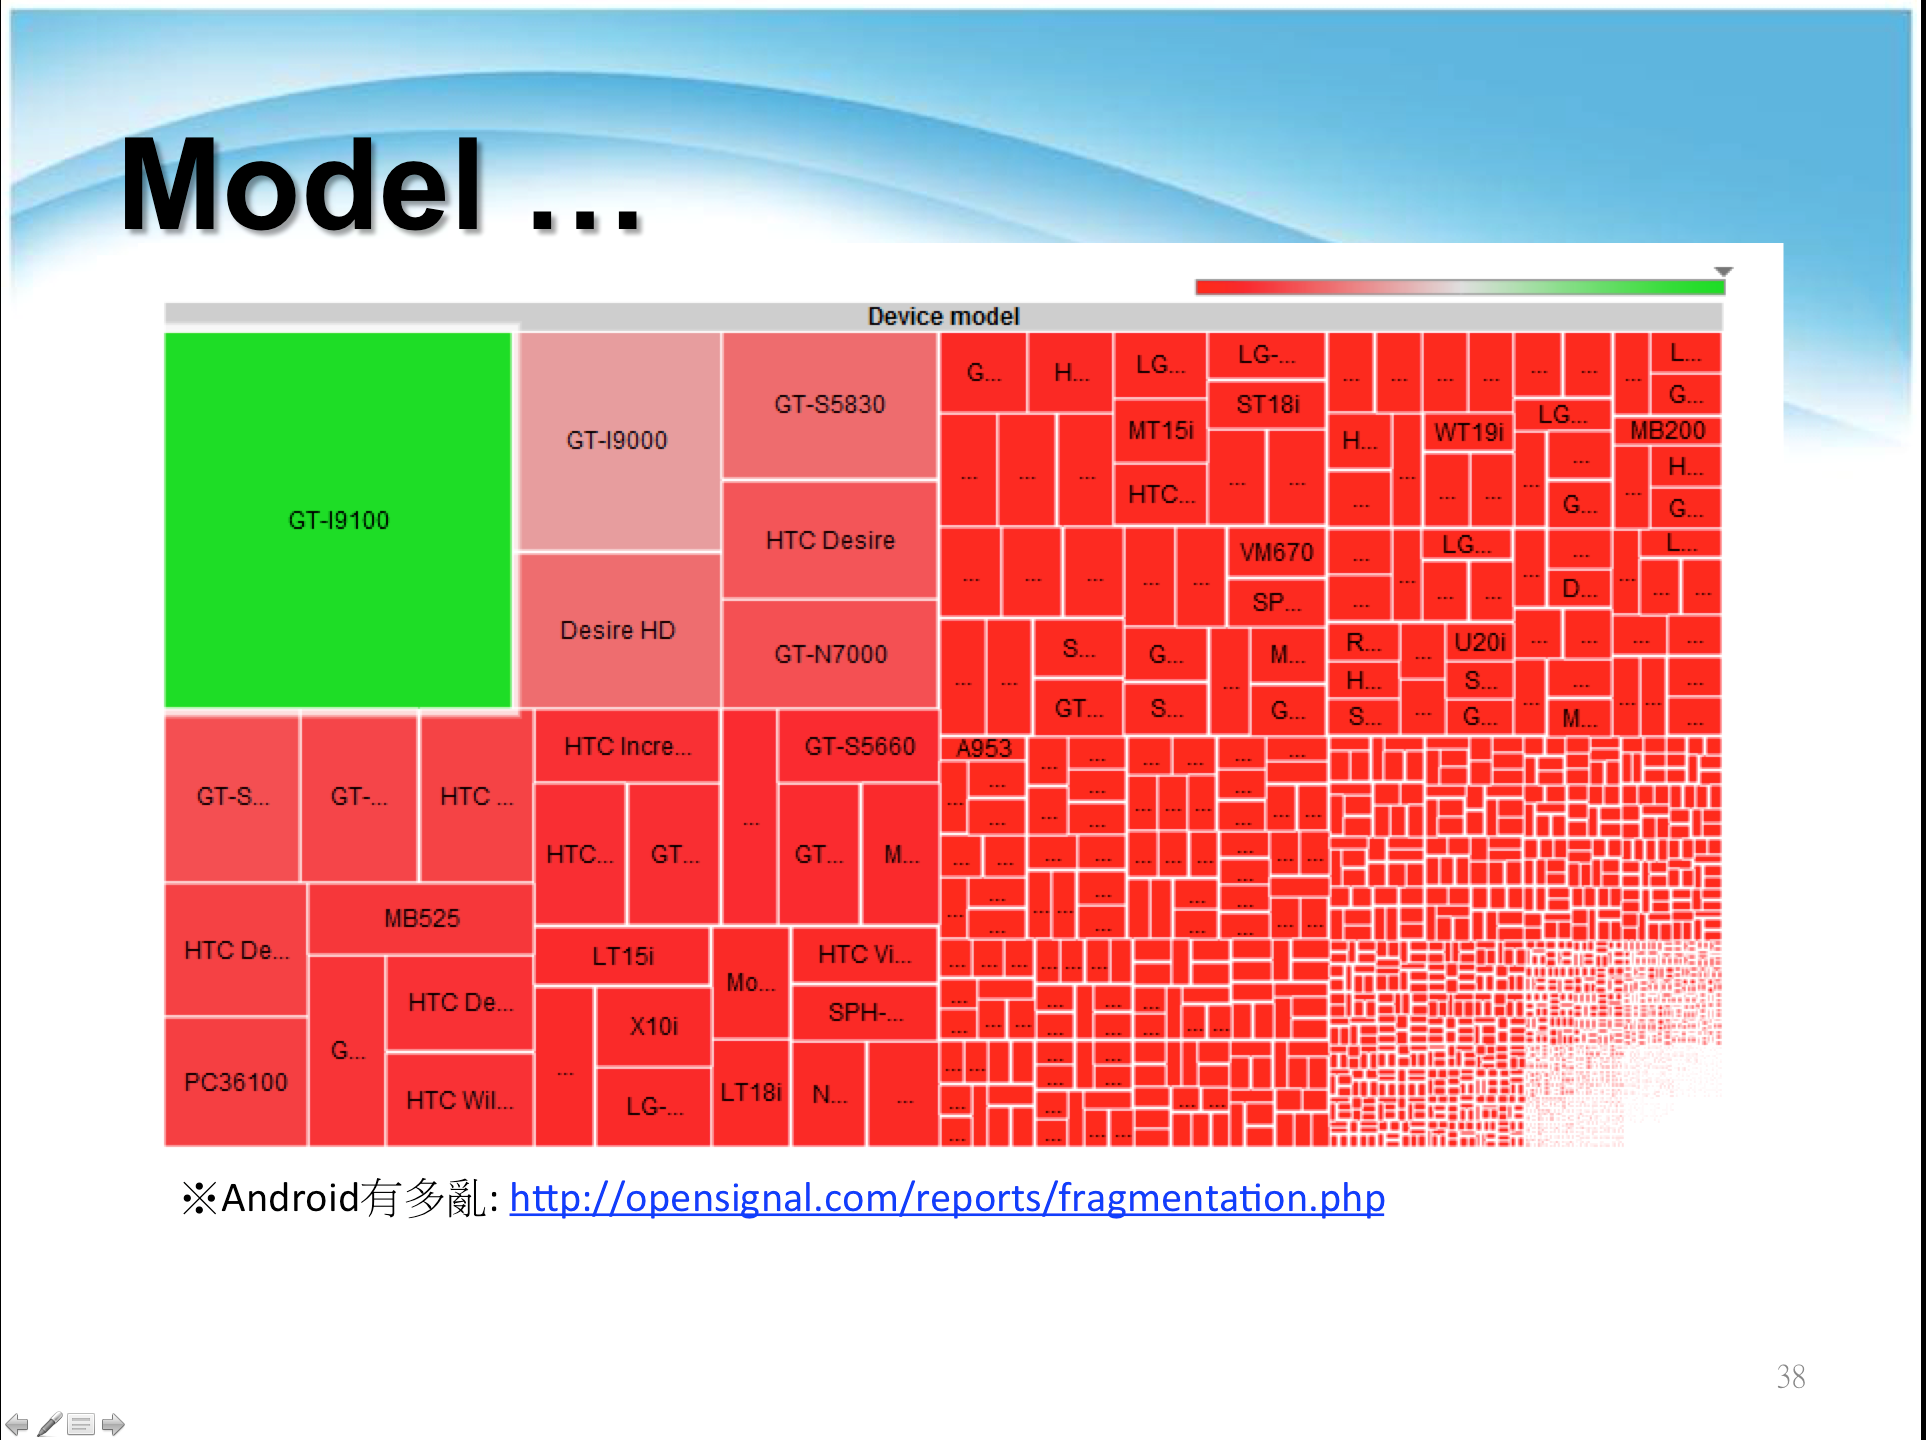 Model ...
Device model
GT-I9100
GT-I9000
GT-S5830
HTC Desire
Desire HD
GT-N7000
GT-S...
GT-...
HTC ...
HTC Incre...
GT-S5660
HTC...
GT...
...
GT...
M...
HTC De...
MB525
G...
HTC De...
PC36100
HTC Wil...
LT15i
Mo...
HTC Vi...
SPH-...
...
X10i
LG-...
LT18i
N...
...
G...
H...
LG...
LG-...
MT15i
ST18i
HTC...
VM670
SP...
S...
G...
M...
GT...
S...
G...
A953
H...
WT19i
LG...
L...
G...
MB200
H...
G...
G...
LG...
L...
D...
R...
U20i
H...
S...
S...
G...
M...
※Android有多亂: http://opensignal.com/reports/fragmentation.php
38